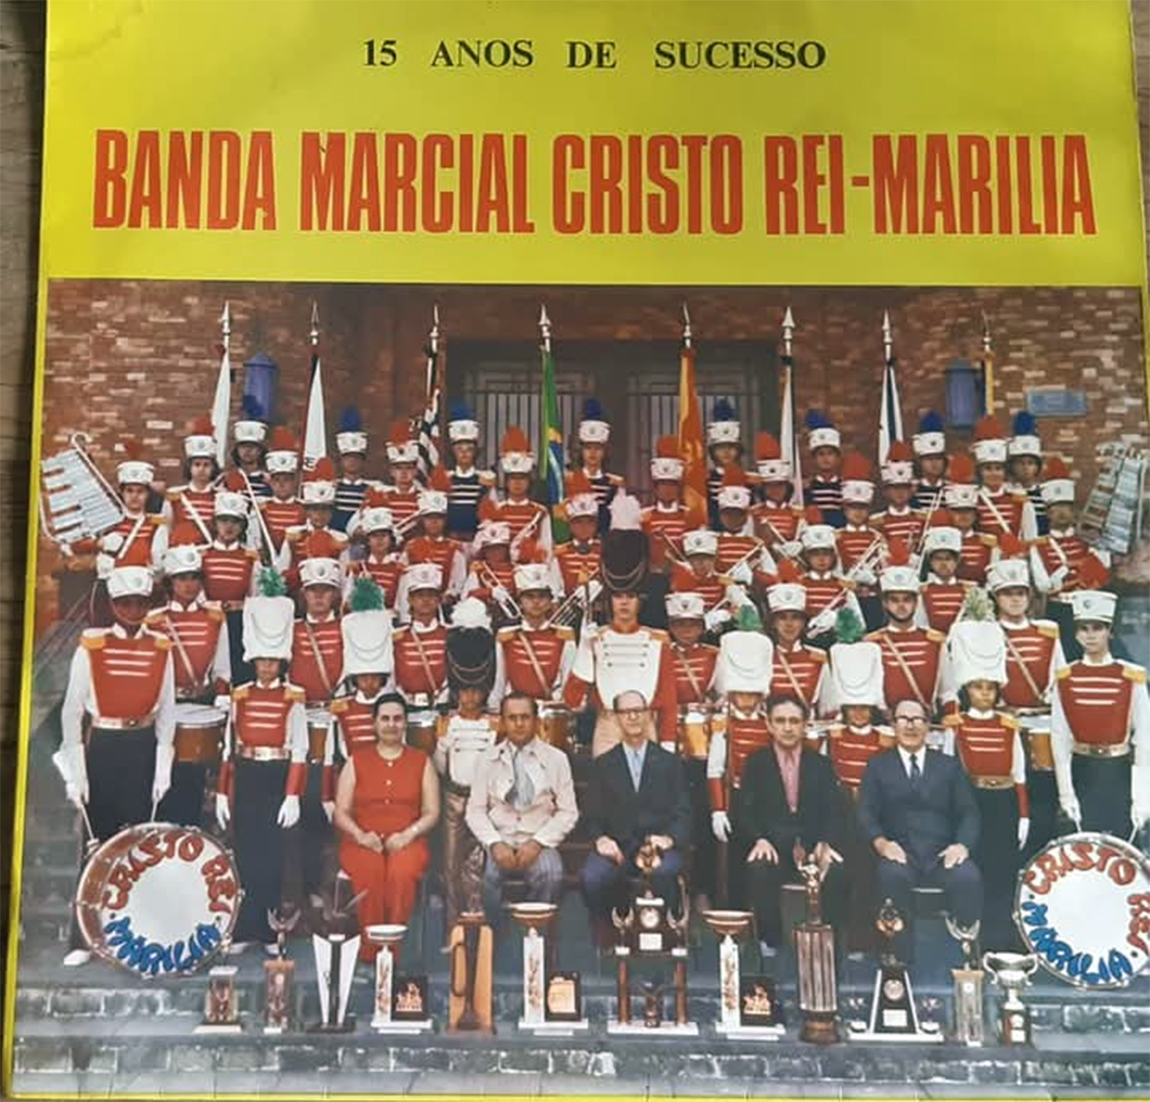 15 ANOS DE SUCESSO
BANDA MARCIAL CRISTO REI-MARILIA
CRISTO REI
MARILIA
CRISTO REI
MARILIA